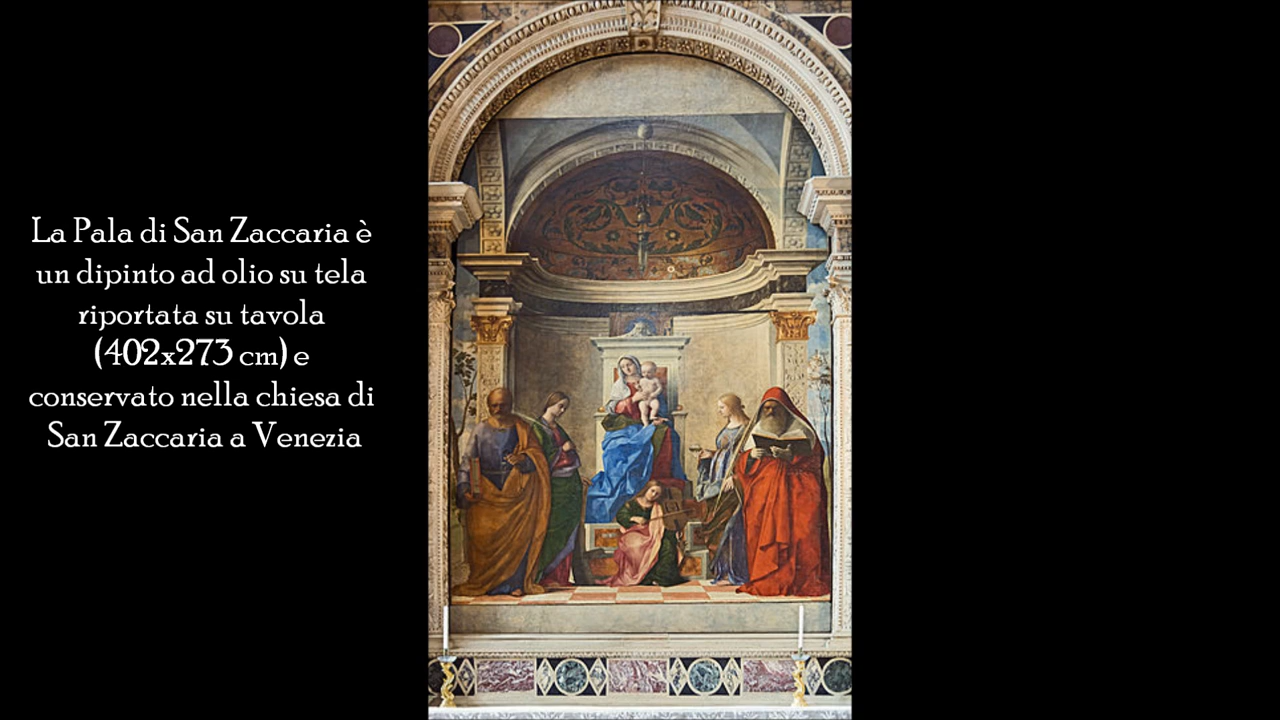 La Pala di San Zaccaria è
un dipinto ad olio su tela
riportata su tavola
(402x273 cm) e
conservato nella chiesa di
San Zaccaria a Venezia